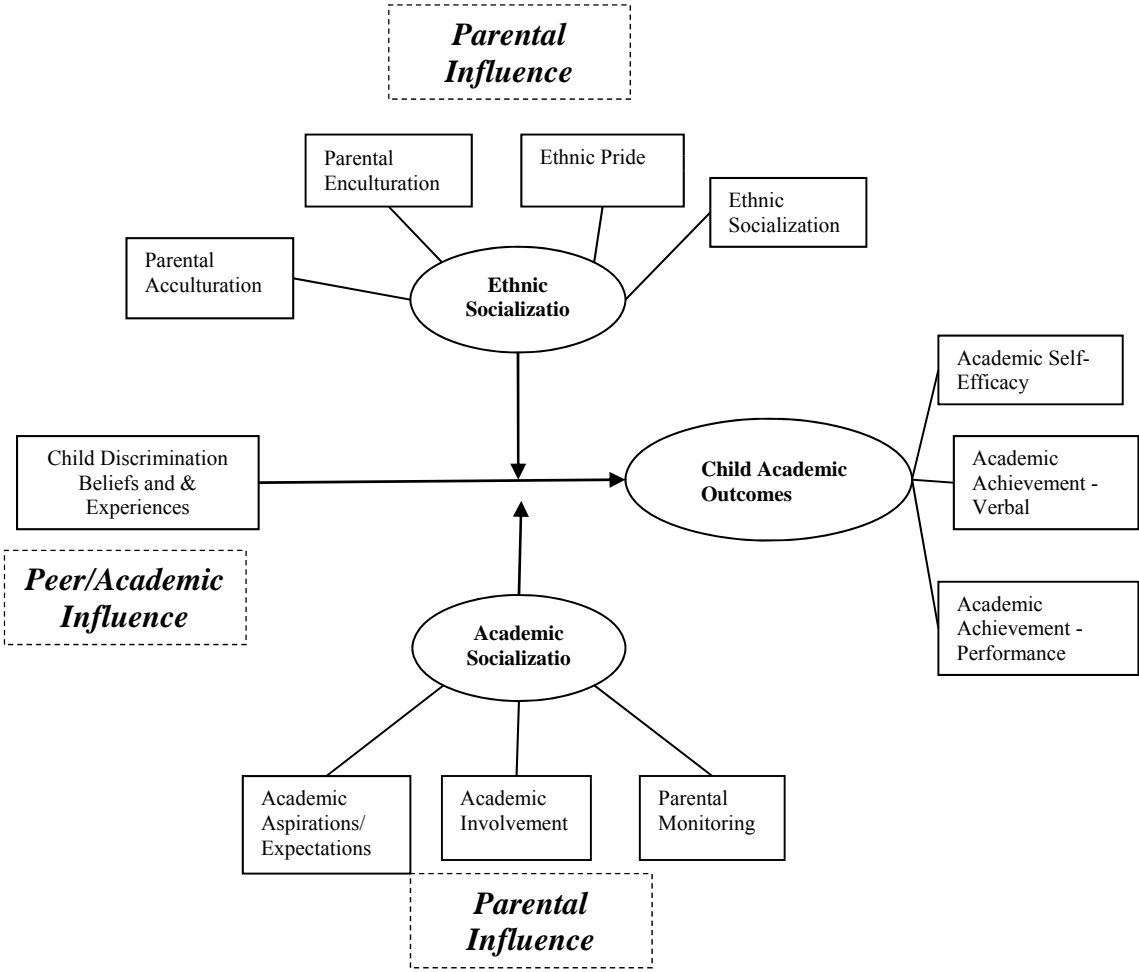 Parental
Influence
Parental
Enculturation
Ethnic Pride
Ethnic
Socialization
Parental
Acculturation
Ethnic
Socializatio
Academic Self-
Efficacy
Child Discrimination
Beliefs and &
Experiences
Child Academic
Outcomes
Academic
Achievement -
Verbal
Peer/Academic
Influence
Academic
Socializatio
Academic
Achievement -
Performance
Academic
Aspirations/
Expectations
Academic
Involvement
Parental
Monitoring
Parental
Influence